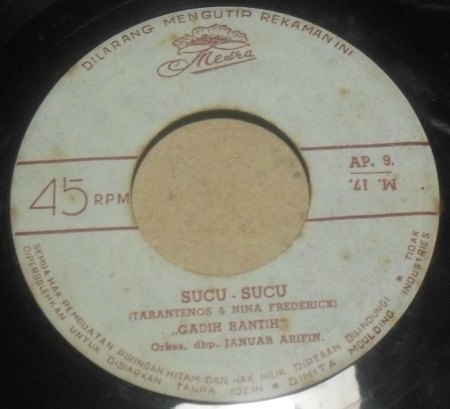 DILARANG MENGUTIP REKAMAN INI
Mesra
45 RPM
AP. 9.
M. 17.
SUCU - SUCU
(TARANTENOS & NINA FREDERICK)
„GADIH RANTIH"
Orkes, dbp. JANUAR ARIFIN.
SEMUA HAK PEMBUATAN PIRINGAN HITAM DAN HAK MILIK DIPTAAN DILINDUNGI * TIDAK
DIPERBOLEHKAN UNTUK DISIARKAN TANPA IDZIN * DIMITA MOULDING INDUSTRIES